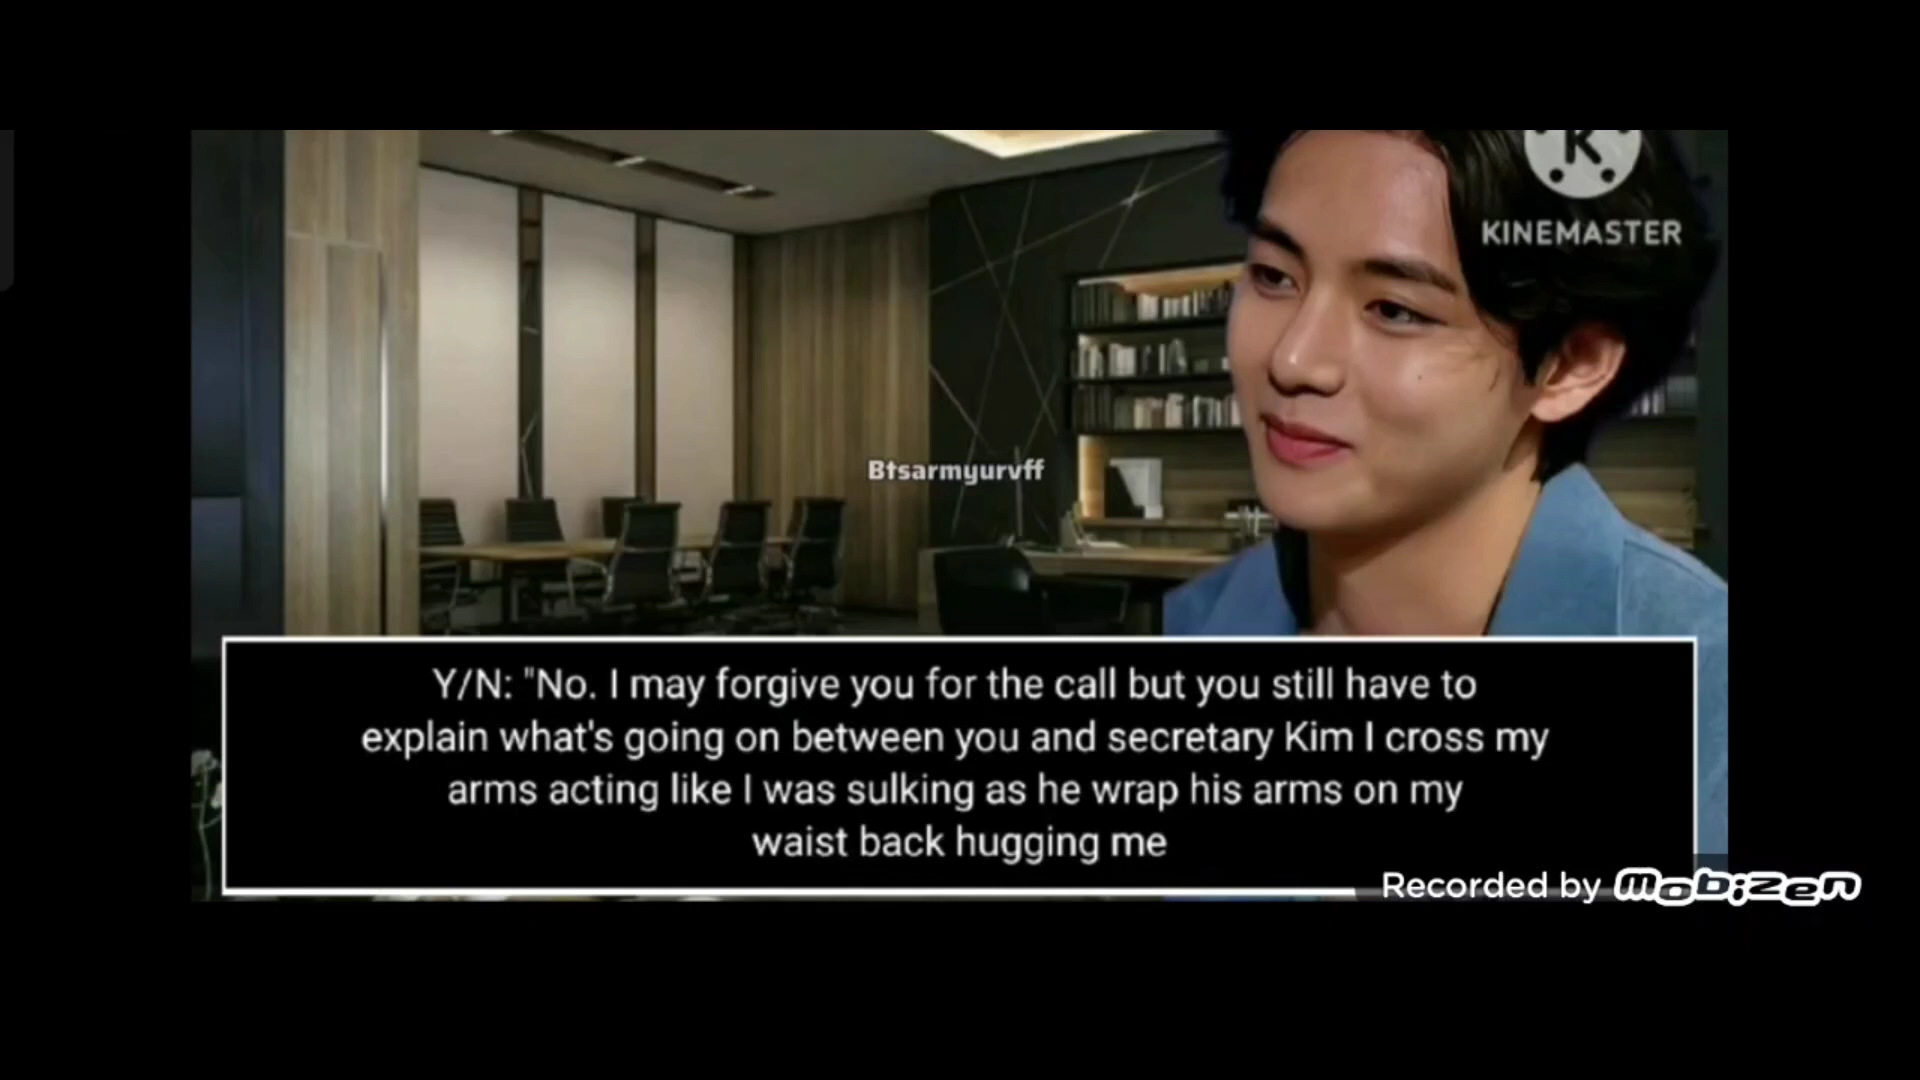 KINEMASTER
Btsarmyurvff
Y/N: "No. I may forgive you for the call but you still have to
explain what's going on between you and secretary Kim I cross my
arms acting like I was sulking as he wrap his arms on my
waist back hugging me
Recorded by mobizen